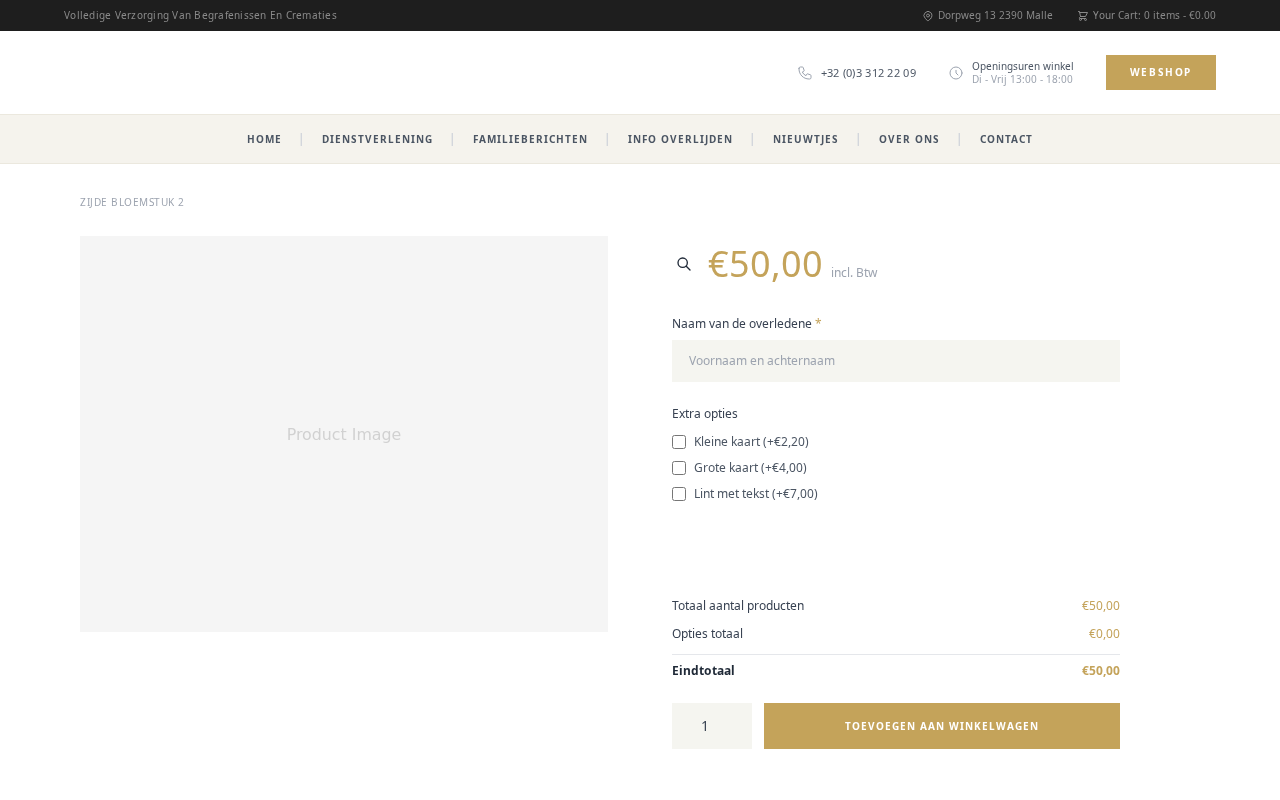 Volledige Verzorging Van Begrafenissen En Crematies
Dorpweg 13 2390 Malle
Your Cart: 0 items - €0.00
+32 (0)3 312 22 09
Openingsuren winkel
Di - Vrij 13:00 - 18:00
WEBSHOP
HOME | DIENSTVERLENING | FAMILIEBERICHTEN | INFO OVERLIJDEN | NIEUWTJES | OVER ONS | CONTACT
ZIJDE BLOEMSTUK 2
Product Image
€50,00 incl. Btw
Naam van de overledene *
Voornaam en achternaam
Extra opties
Kleine kaart (+€2,20)
Grote kaart (+€4,00)
Lint met tekst (+€7,00)
Totaal aantal producten €50,00
Opties totaal €0,00
Eindtotaal €50,00
1
TOEVOEGEN AAN WINKELWAGEN